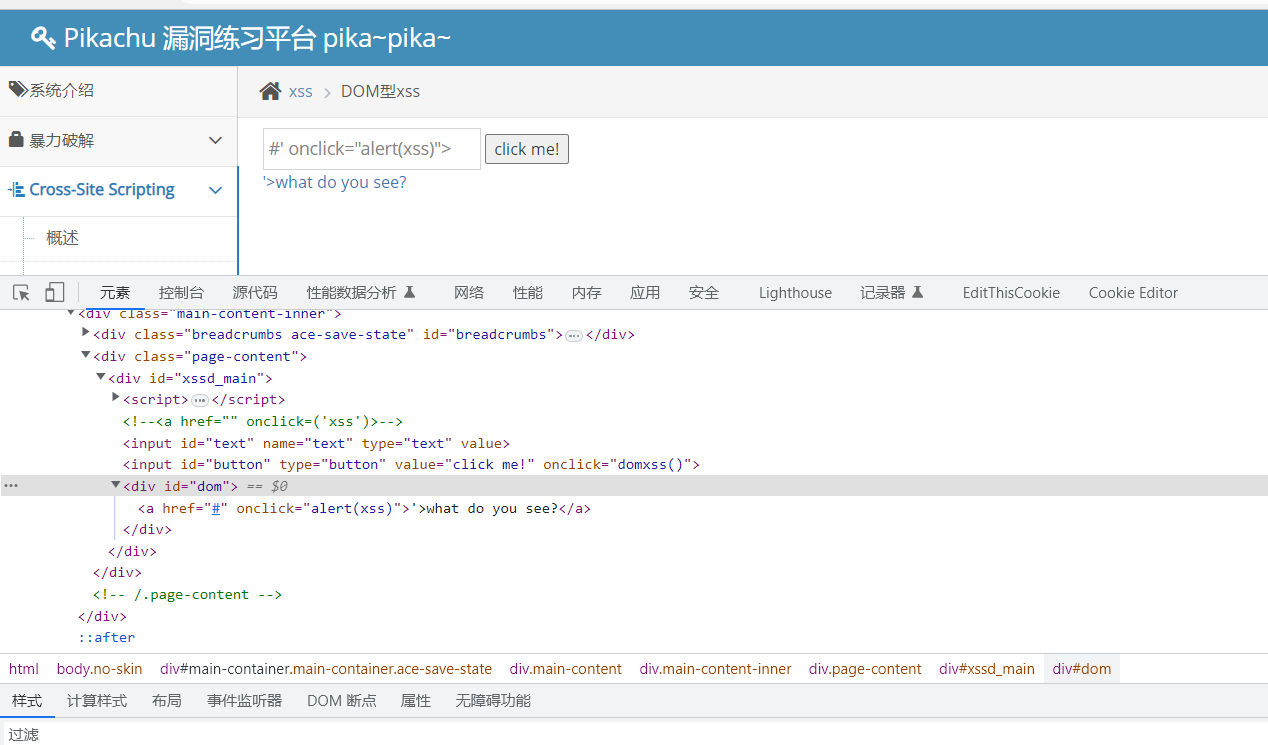 Pikachu 漏洞练习平台 pika~pika~
系统介绍
xss > DOM型xss
暴力破解
#' onclick="alert(xss)">
click me!
'>what do you see?
Cross-Site Scripting
概述
元素 控制台 源代码 性能数据分析 网络 性能 内存 应用 安全 Lighthouse 记录器 EditThisCookie Cookie Editor
<div class="main-content-inner">
<div class="breadcrumbs ace-save-state" id="breadcrumbs">…</div>
<div class="page-content">
<div id="xssd_main">
<script>…</script>
<!--<a href="" onclick=('xss')>-->
<input id="text" name="text" type="text" value>
<input id="button" type="button" value="click me!" onclick="domxss()">
<div id="dom"> == $0
<a href="#" onclick="alert(xss)">'>what do you see?</a>
</div>
</div>
</div>
<!-- /.page-content -->
</div>
::after
html body.no-skin div#main-container.main-container.ace-save-state div.main-content div.main-content-inner div.page-content div#xssd_main div#dom
样式 计算样式 布局 事件监听器 DOM 断点 属性 无障碍功能
过滤